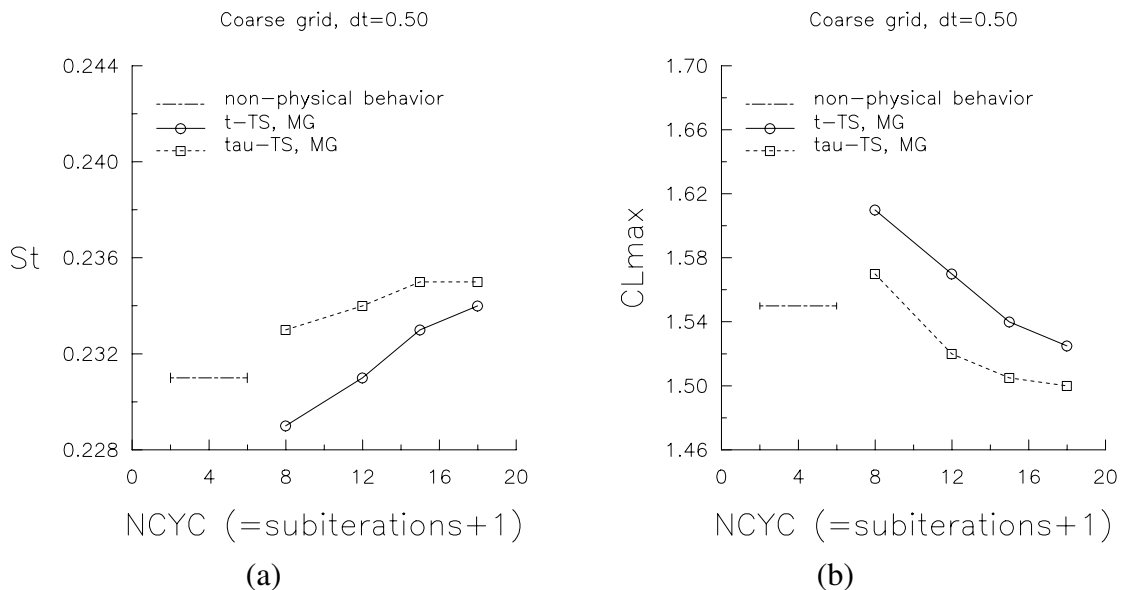 Coarse grid, dt=0.50
0.244
0.240
0.236
0.232
0.228
St
non-physical behavior
t-TS, MG
tau-TS, MG
0 4 8 12 16 20
NCYC (=subiterations+1)
(a)
Coarse grid, dt=0.50
1.70
1.66
1.62
1.58
1.54
1.50
1.46
CLmax
non-physical behavior
t-TS, MG
tau-TS, MG
0 4 8 12 16 20
NCYC (=subiterations+1)
(b)